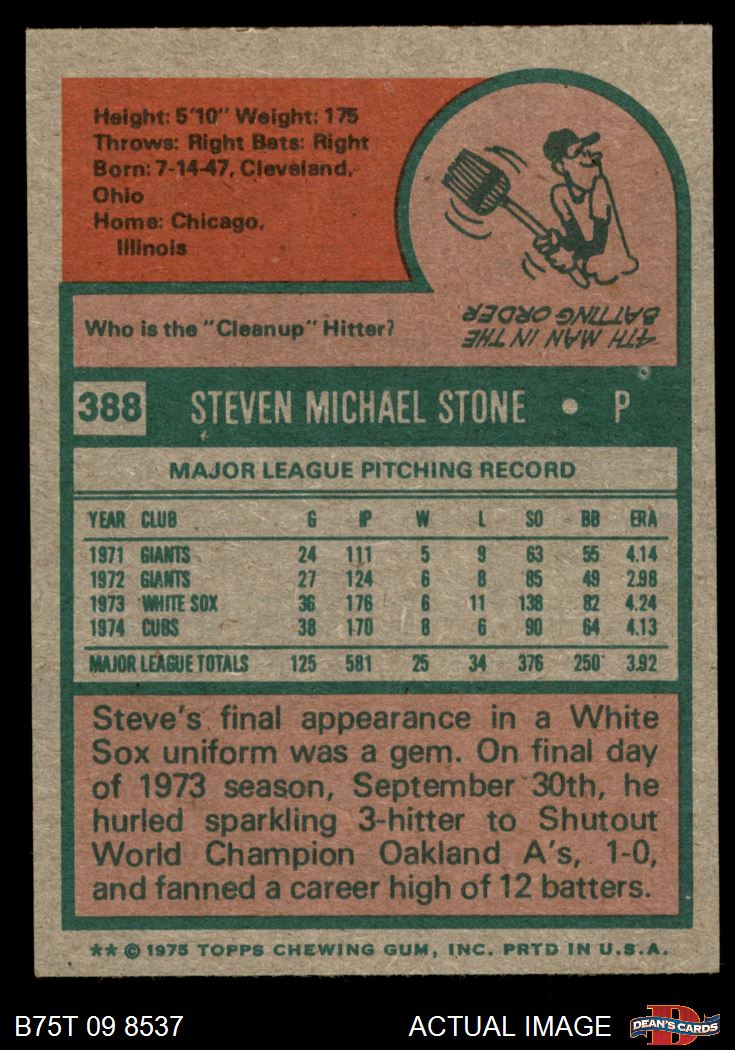 Height: 5'10" Weight: 175
Throws: Right Bats: Right
Born: 7-14-47, Cleveland,
Ohio
Home: Chicago,
Illinois
Who is the "Cleanup" Hitter?
4TH MAN IN THE
BATTING ORDER
388 STEVEN MICHAEL STONE • P
MAJOR LEAGUE PITCHING RECORD
YEAR CLUB G IP W L SO BB ERA
1971 GIANTS 24 111 5 9 63 55 4.14
1972 GIANTS 27 124 6 8 85 49 2.98
1973 WHITE SOX 36 176 6 11 138 82 4.24
1974 CUBS 38 170 8 6 90 64 4.13
MAJOR LEAGUE TOTALS 125 581 25 34 376 250 3.92
Steve's final appearance in a White
Sox uniform was a gem. On final day
of 1973 season, September 30th, he
hurled sparkling 3-hitter to Shutout
World Champion Oakland A's, 1-0,
and fanned a career high of 12 batters.
** © 1975 TOPPS CHEWING GUM, INC. PRTD IN U.S.A.
B75T 09 8537 ACTUAL IMAGE D DEAN'S CARDS